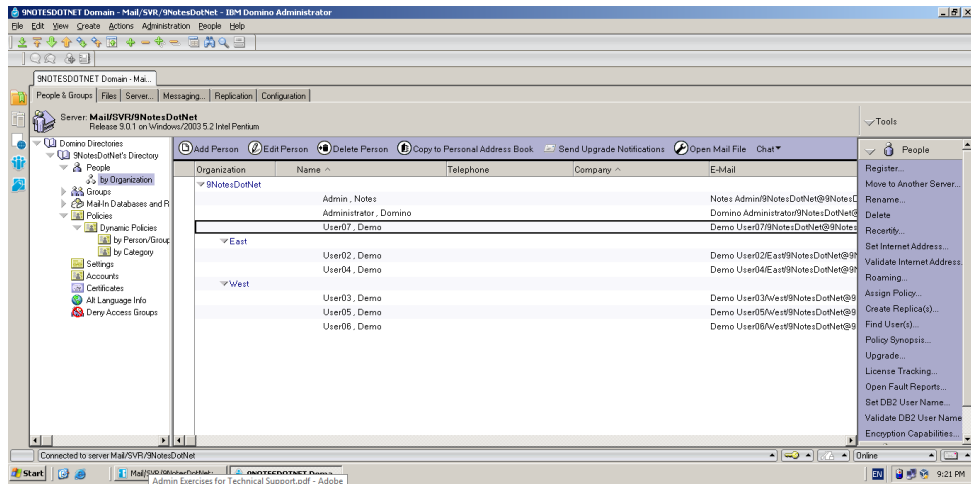 9NOTESDOTNET Domain - Mail/SVR/9NotesDotNet - IBM Domino Administrator
File Edit View Create Actions Administration People Help
9NOTESDOTNET Domain - Mai...
People & Groups Files Server... Messaging... Replication Configuration
Server: Mail/SVR/9NotesDotNet
Release 9.0.1 on Windows/2003 5.2 Intel Pentium
Tools
Domino Directories
9NotesDotNet's Directory
People
by Organization
Groups
Mail-In Databases and R
Policies
Dynamic Policies
by Person/Group
by Category
Settings
Accounts
Certificates
Alt Language Info
Deny Access Groups
Add Person Edit Person Delete Person Copy to Personal Address Book Send Upgrade Notifications Open Mail File Chat
Organization Name Telephone Company E-Mail
9NotesDotNet
Admin , Notes Notes Admin/9NotesDotNet@9NotesD
Administrator , Domino Domino Administrator/9NotesDotNet@
User07 , Demo Demo User07/9NotesDotNet@9Notes
East
User02 , Demo Demo User02/East/9NotesDotNet@9N
User04 , Demo Demo User04/East/9NotesDotNet@9N
West
User03 , Demo Demo User03/West/9NotesDotNet@9
User05 , Demo Demo User05/West/9NotesDotNet@9
User06 , Demo Demo User06/West/9NotesDotNet@9
People
Register...
Move to Another Server...
Rename...
Delete
Recertify...
Set Internet Address...
Validate Internet Address.
Roaming...
Assign Policy...
Create Replica(s)...
Find User(s)...
Policy Synopsis...
Upgrade...
License Tracking...
Open Fault Reports...
Set DB2 User Name...
Validate DB2 User Name
Encryption Capabilities...
Connected to server Mail/SVR/9NotesDotNet
Online
Start
Admin Exercises for Technical Support.pdf - Adobe
EN 9:21 PM